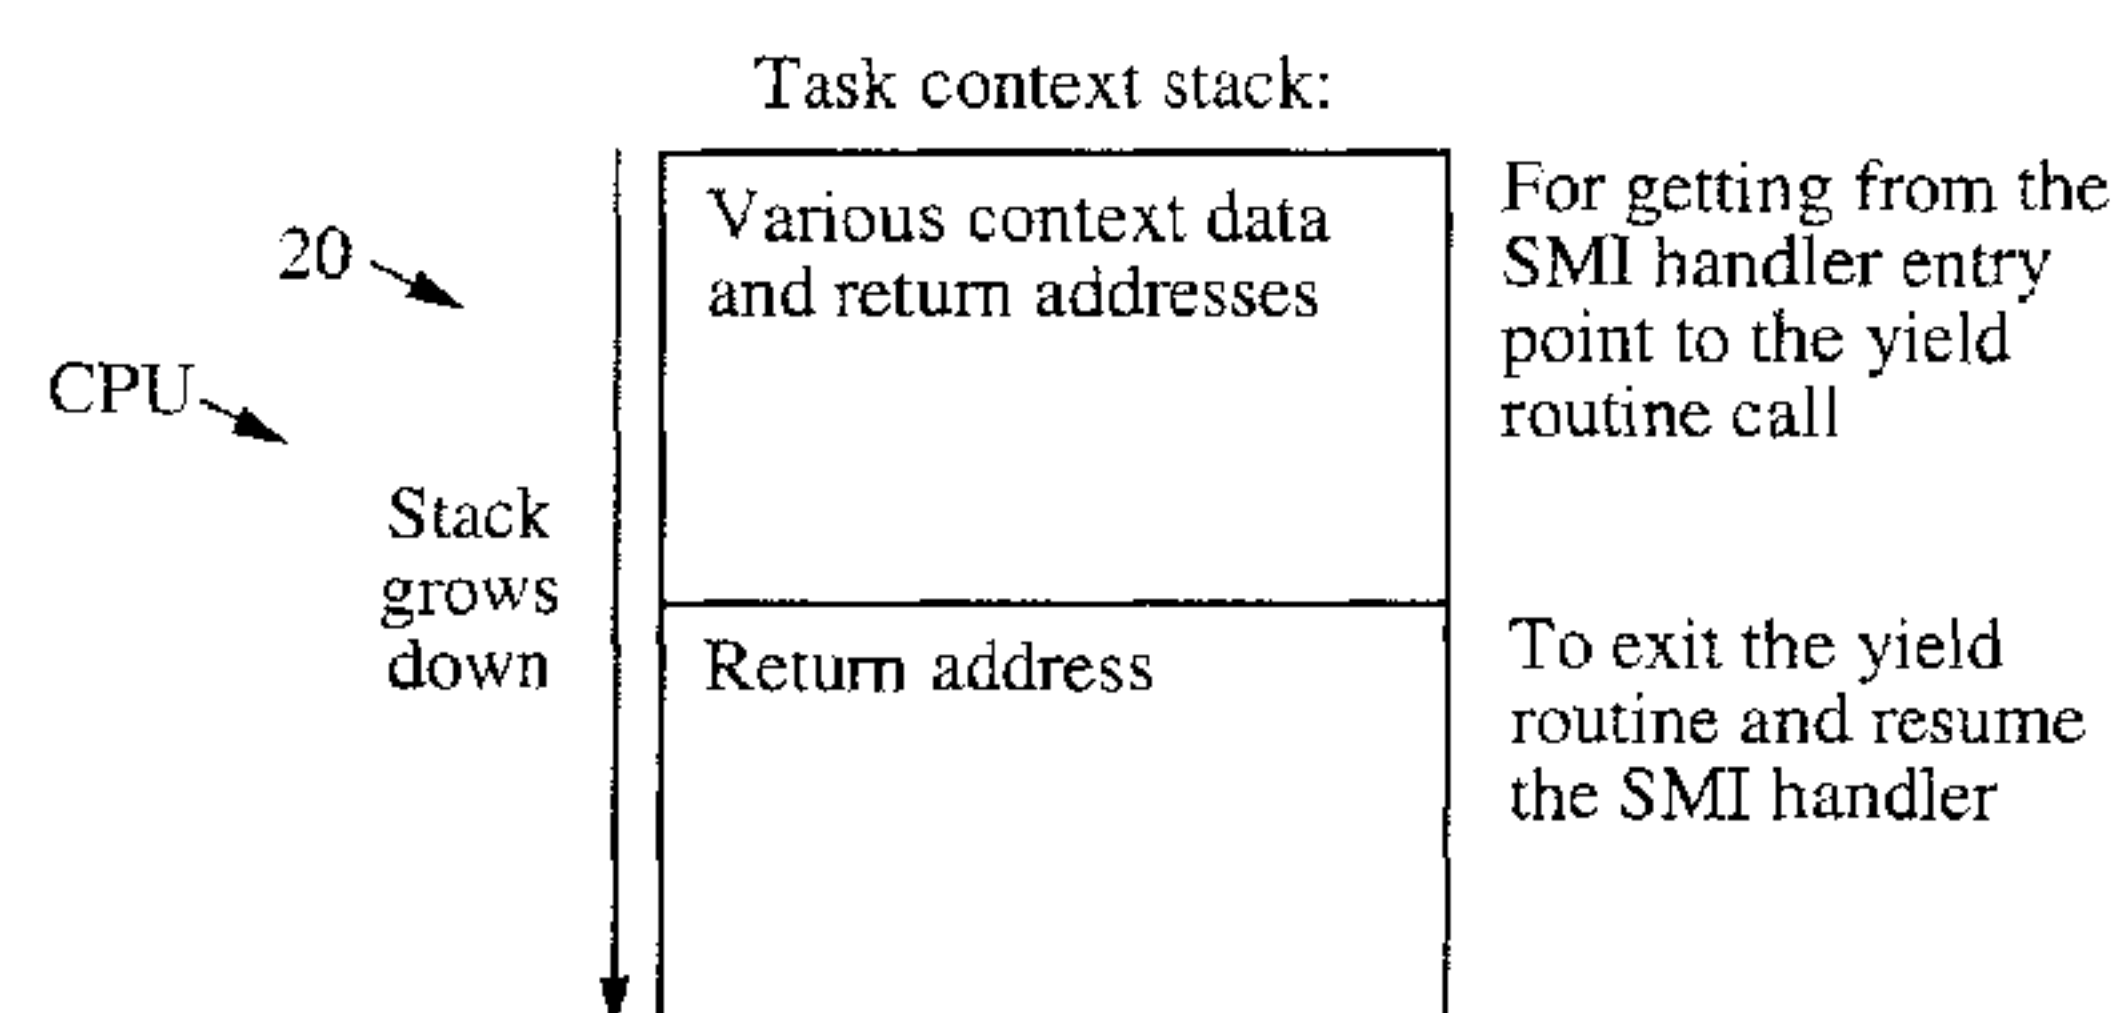 Task context stack:
Various context data
and return addresses
For getting from the
SMI handler entry
point to the yield
routine call
20
CPU
Stack
grows
down
Return address
To exit the yield
routine and resume
the SMI handler